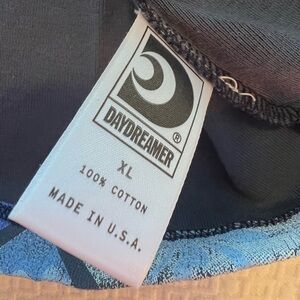 DAYDREAMER®
XL
100% COTTON
MADE IN U.S.A.